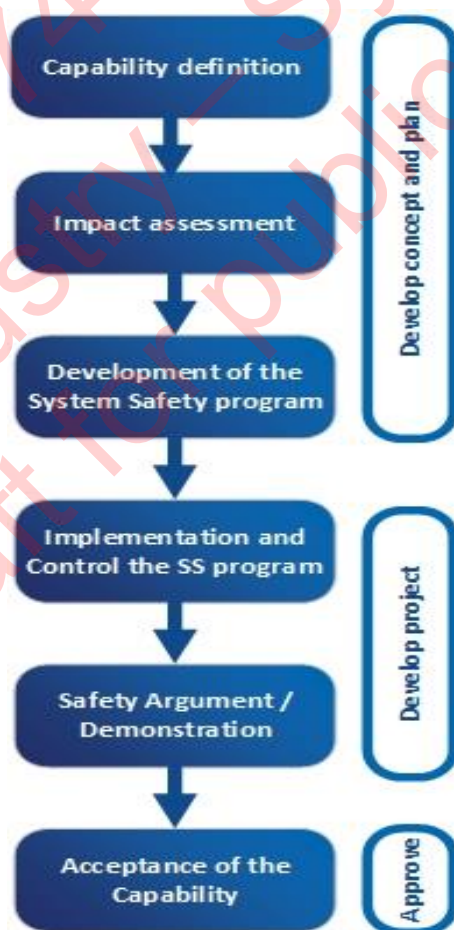 Capability definition
Impact assessment
Development of the
System Safety program
Develop concept and plan
Implementation and
Control the SS program
Safety Argument /
Demonstration
Develop project
Acceptance of the
Capability
Approve